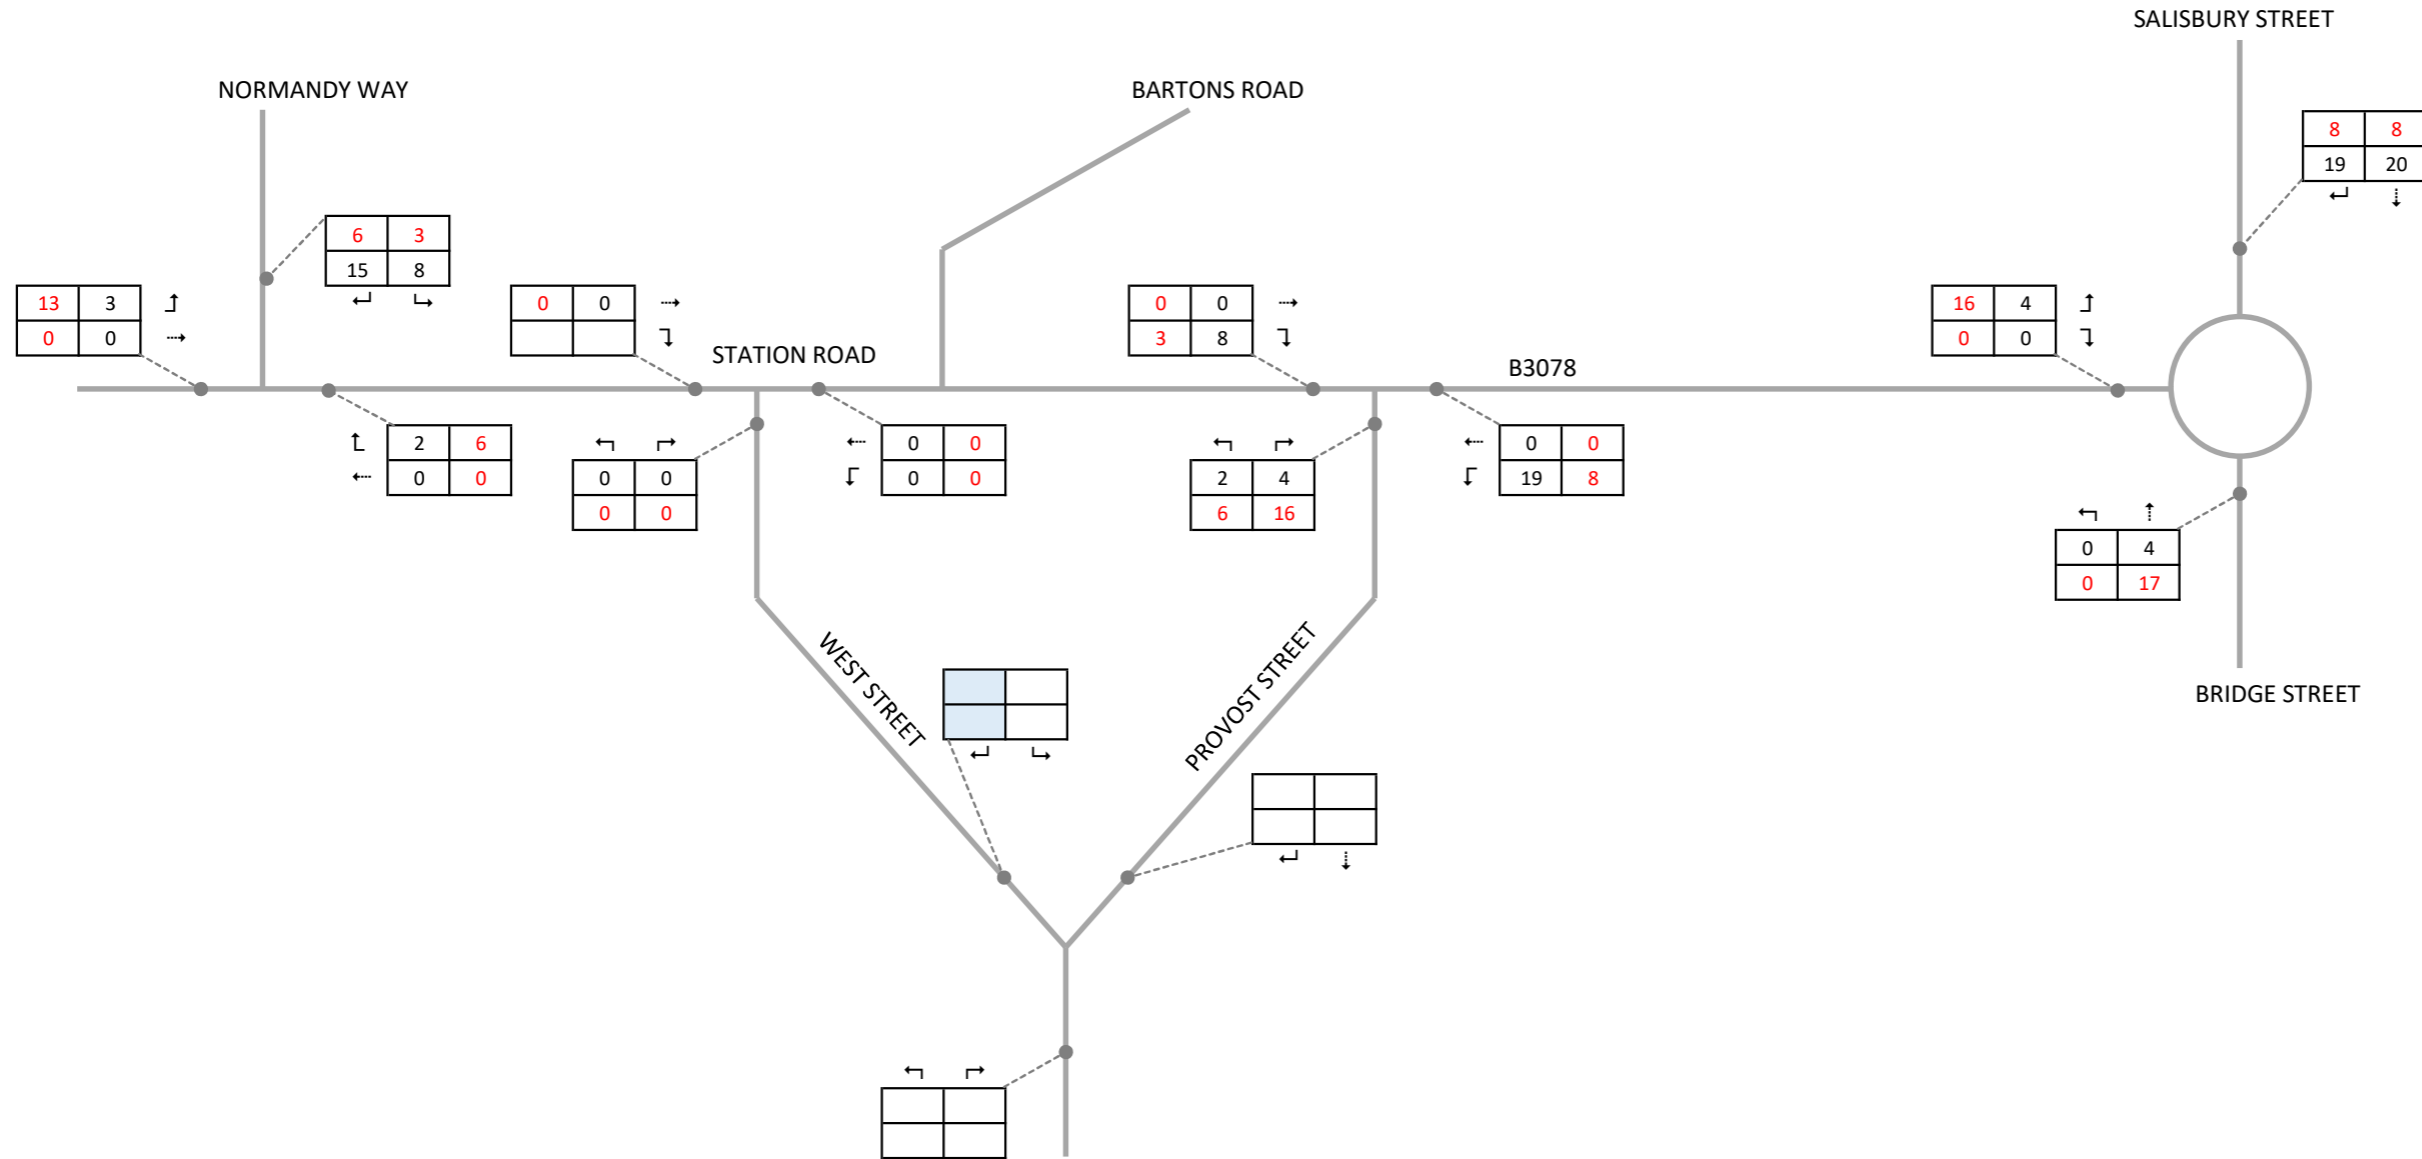 SALISBURY STREET
NORMANDY WAY
BARTONS ROAD
8 8
19 20
6 3
15 8
13 3
0 0
0 0
0 0
3 8
16 4
0 0
STATION ROAD
B3078
2 6
0 0
0 0
0 0
0 0
0 0
2 4
6 16
0 0
19 8
0 4
0 17
WEST STREET
PROVOST STREET
BRIDGE STREET